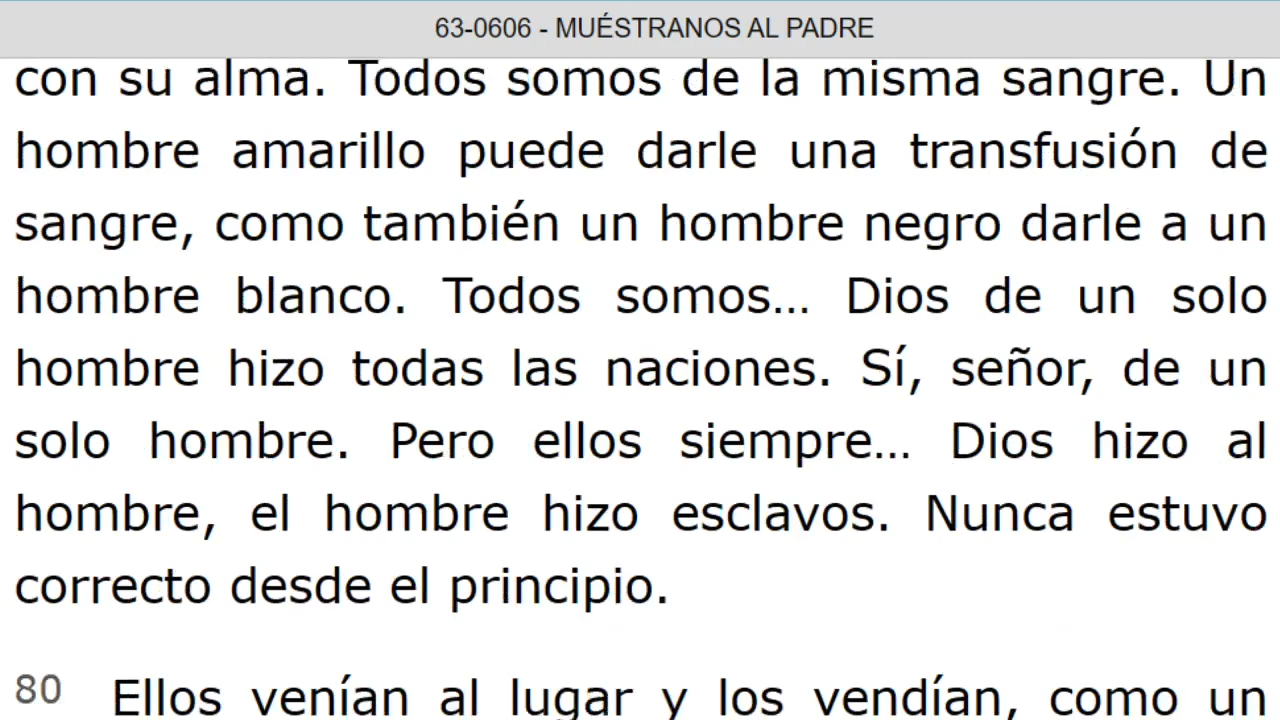 63-0606 - MUÉSTRANOS AL PADRE
con su alma. Todos somos de la misma sangre. Un
hombre amarillo puede darle una transfusión de
sangre, como también un hombre negro darle a un
hombre blanco. Todos somos… Dios de un solo
hombre hizo todas las naciones. Sí, señor, de un
solo hombre. Pero ellos siempre… Dios hizo al
hombre, el hombre hizo esclavos. Nunca estuvo
correcto desde el principio.
80 Ellos venían al lugar y los vendían, como un